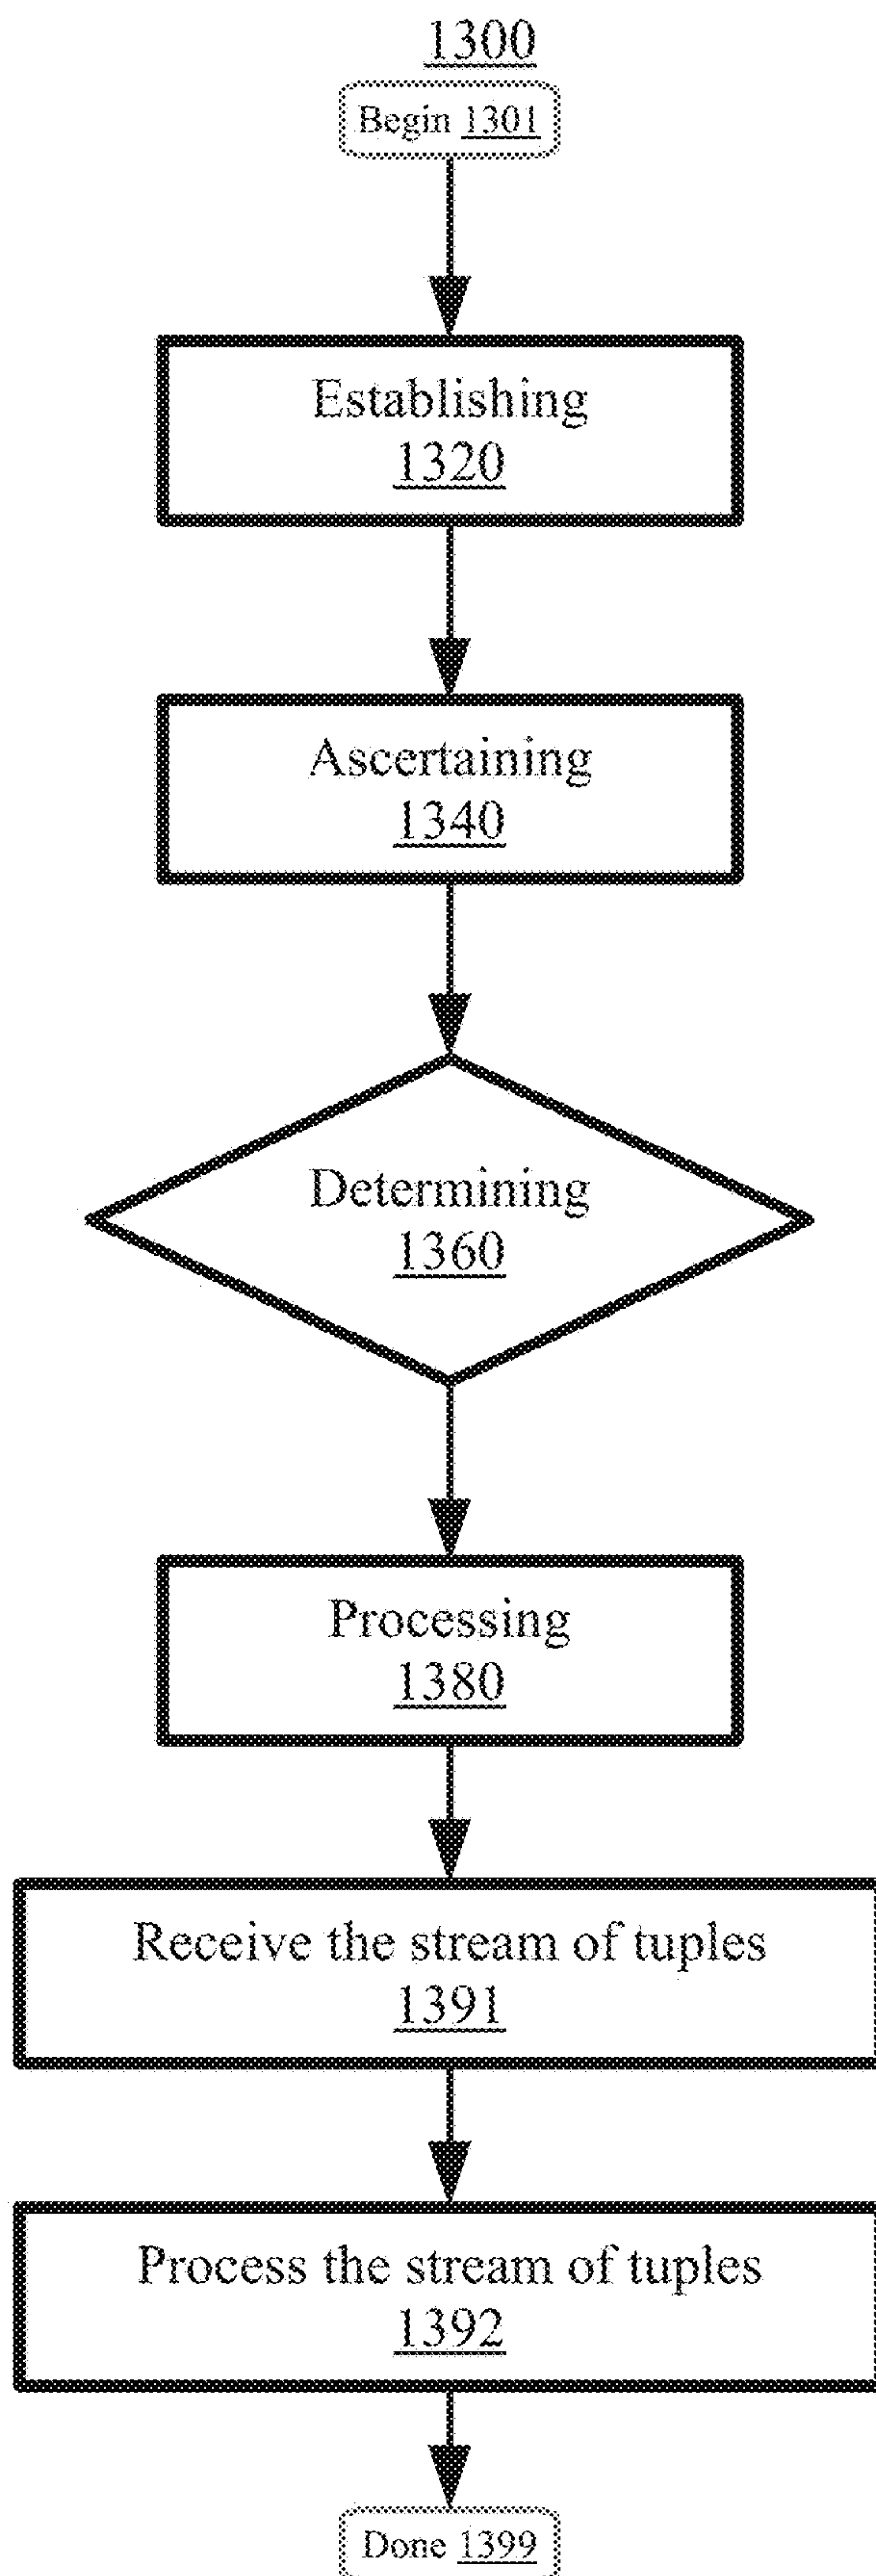 1300
Begin 1301
Establishing
1320
Ascertaining
1340
Determining
1360
Processing
1380
Receive the stream of tuples
1391
Process the stream of tuples
1392
Done 1399